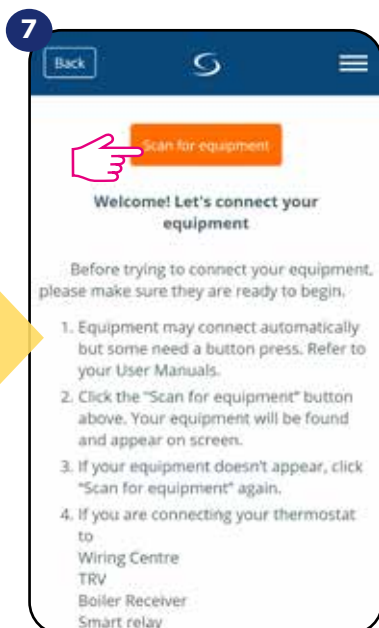 7
Back
Scan for equipment
Welcome! Let's connect your
equipment
Before trying to connect your equipment,
please make sure they are ready to begin.
1. Equipment may connect automatically
but some need a button press. Refer to
your User Manuals.
2. Click the "Scan for equipment" button
above. Your equipment will be found
and appear on screen.
3. If your equipment doesn't appear, click
"Scan for equipment" again.
4. If you are connecting your thermostat
to
Wiring Centre
TRV
Boiler Receiver
Smart relay